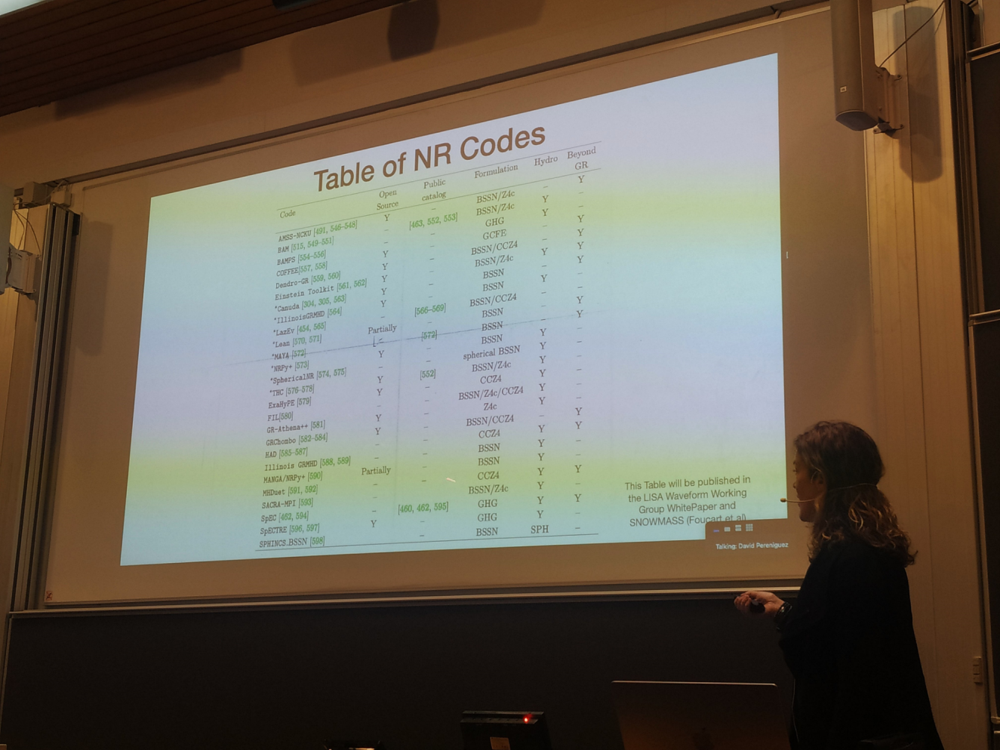 Table of NR Codes
Code Open Source Public catalog Formulation Hydro Beyond GR
AMSS-NCKU [491, 546–548] Y – BSSN/Z4c – Y
BAM [515, 549–551] – [463, 552, 553] BSSN/Z4c Y –
BAMPS [554–556] – – GHG Y –
COFFEE[557, 558] Y – GCFE – Y
Dendro-GR [559, 560] Y – BSSN/CCZ4 – Y
Einstein Toolkit [561, 562] Y – BSSN/Z4c Y Y
*Canuda [304, 305, 563] Y – BSSN – Y
*IllinoisGRMHD [564] Y – BSSN Y –
*LazEv [454, 565] – [566–569] BSSN/CCZ4 – –
*Lean [570, 571] Partially – BSSN – Y
*MAYA [572] – [572] BSSN – Y
*NRPy+ [573] Y – BSSN Y –
*SphericalNR [574, 575] – – spherical BSSN Y –
*THC [576–578] Y [552] BSSN/Z4c Y –
ExaHyPE [579] Y – CCZ4 Y –
FIL[580] – – BSSN/Z4c/CCZ4 Y –
GR-Athena++ [581] Y – Z4c Y –
GRChombo [582–584] Y – BSSN/CCZ4 – Y
HAD [585–587] – – CCZ4 Y Y
Illinois GRMHD [588, 589] – – BSSN Y –
MANGA/NRPy+ [590] Partially – BSSN Y –
MHDuet [591, 592] – – CCZ4 Y Y
SACRA-MPI [593] – – BSSN/Z4c Y –
SpEC [462, 594] – [460, 462, 595] GHG Y Y
SpECTRE [596, 597] Y – GHG Y –
SPHINCS_BSSN [598] – BSSN SPH –
This Table will be published in
the LISA Waveform Working
Group WhitePaper and
SNOWMASS (Foucart et al)
Talking: David Pereniguez